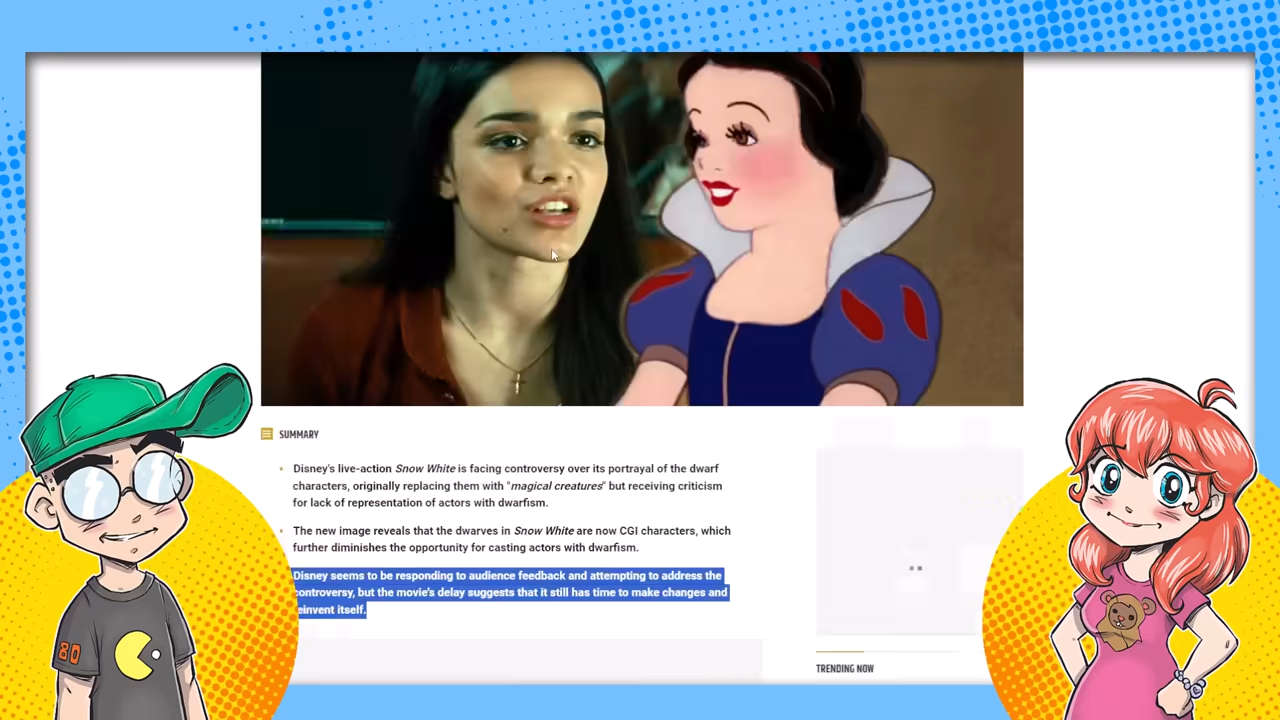 SUMMARY
Disney's live-action Snow White is facing controversy over its portrayal of the dwarf
characters, originally replacing them with "magical creatures" but receiving criticism
for lack of representation of actors with dwarfism.
The new image reveals that the dwarves in Snow White are now CGI characters, which
further diminishes the opportunity for casting actors with dwarfism.
Disney seems to be responding to audience feedback and attempting to address the
controversy, but the movie's delay suggests that it still has time to make changes and
reinvent itself.
TRENDING NOW
80